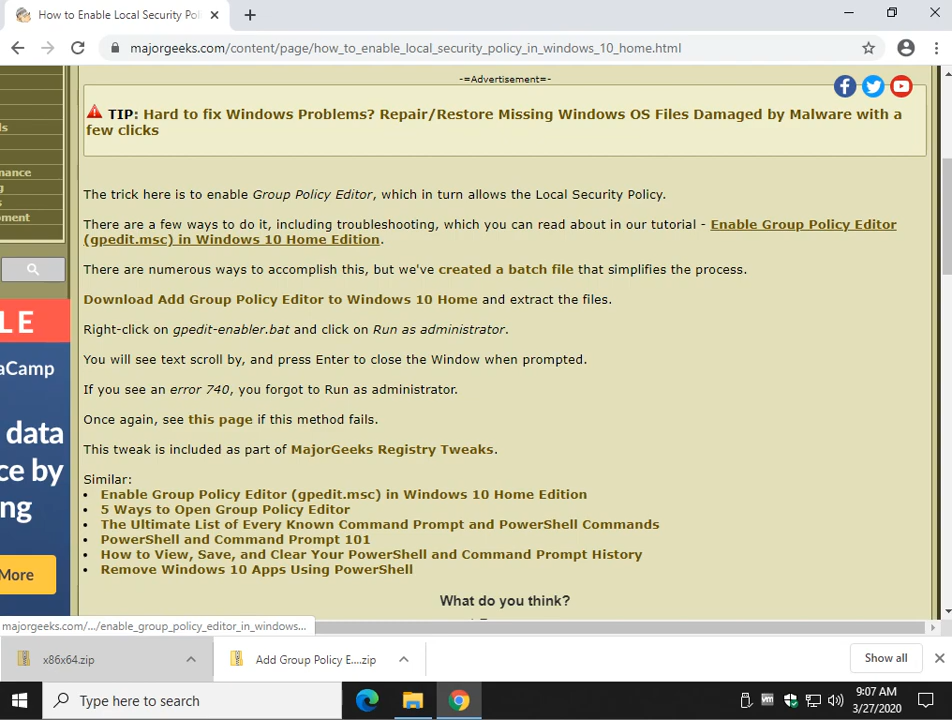 How to Enable Local Security Po
majorgeeks.com/content/page/how_to_enable_local_security_policy_in_windows_10_home.html
-=Advertisement=-
TIP: Hard to fix Windows Problems? Repair/Restore Missing Windows OS Files Damaged by Malware with a
few clicks
The trick here is to enable Group Policy Editor, which in turn allows the Local Security Policy.
There are a few ways to do it, including troubleshooting, which you can read about in our tutorial - Enable Group Policy Editor
(gpedit.msc) in Windows 10 Home Edition.
There are numerous ways to accomplish this, but we've created a batch file that simplifies the process.
Download Add Group Policy Editor to Windows 10 Home and extract the files.
Right-click on gpedit-enabler.bat and click on Run as administrator.
You will see text scroll by, and press Enter to close the Window when prompted.
If you see an error 740, you forgot to Run as administrator.
Once again, see this page if this method fails.
This tweak is included as part of MajorGeeks Registry Tweaks.
Similar:
• Enable Group Policy Editor (gpedit.msc) in Windows 10 Home Edition
• 5 Ways to Open Group Policy Editor
• The Ultimate List of Every Known Command Prompt and PowerShell Commands
• PowerShell and Command Prompt 101
• How to View, Save, and Clear Your PowerShell and Command Prompt History
• Remove Windows 10 Apps Using PowerShell
What do you think?
ls
nance
g
s
pment
LE
aCamp
data
ce by
ng
More
majorgeeks.com/.../enable_group_policy_editor_in_windows...
x86x64.zip
Add Group Policy E....zip
Show all
Type here to search
vm
9:07 AM
3/27/2020